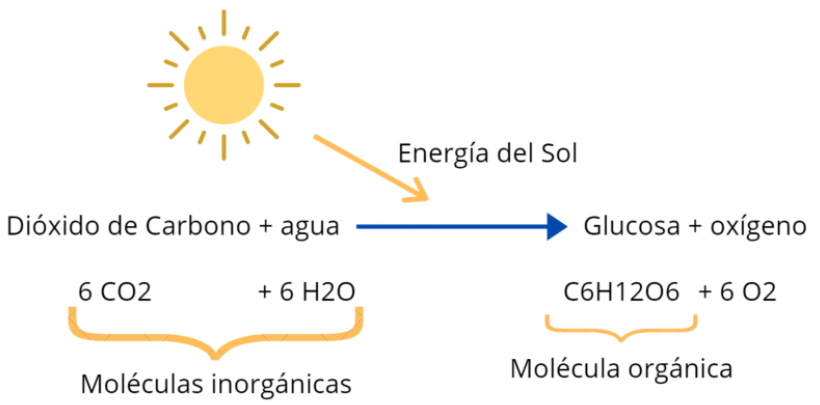 Energía del Sol
Dióxido de Carbono + agua Glucosa + oxígeno
6 CO2 + 6 H2O C6H12O6 + 6 O2
Moléculas inorgánicas Molécula orgánica